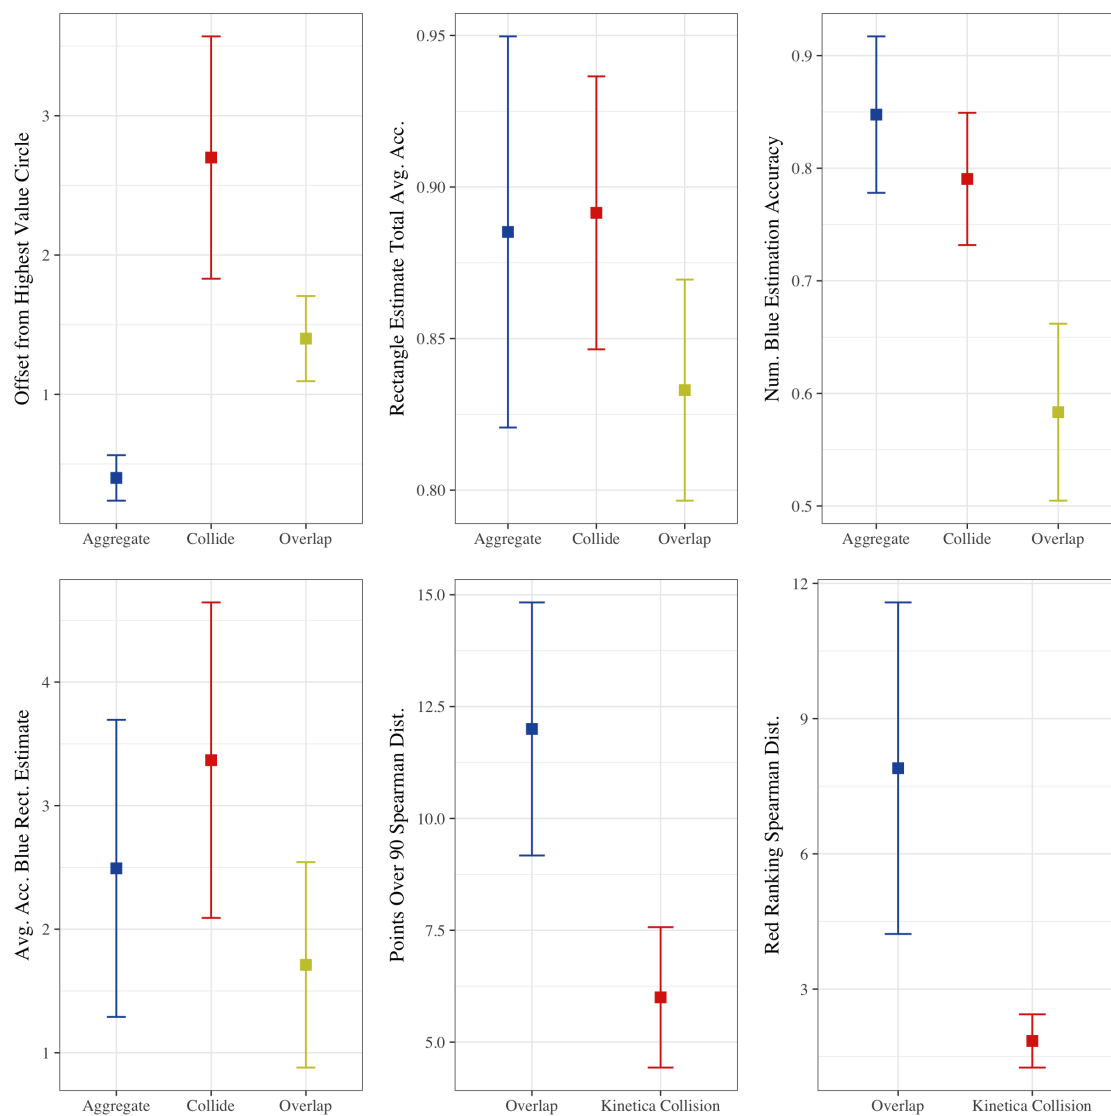 Offset from Highest Value Circle
3
2
1
Aggregate Collide Overlap
Rectangle Estimate Total Avg. Acc.
0.95
0.90
0.85
0.80
Aggregate Collide Overlap
Num. Blue Estimation Accuracy
0.9
0.8
0.7
0.6
0.5
Aggregate Collide Overlap
Avg. Acc. Blue Rect. Estimate
4
3
2
1
Aggregate Collide Overlap
Points Over 90 Spearman Dist.
15.0
12.5
10.0
7.5
5.0
Overlap Kinetica Collision
Red Ranking Spearman Dist.
12
9
6
3
Overlap Kinetica Collision